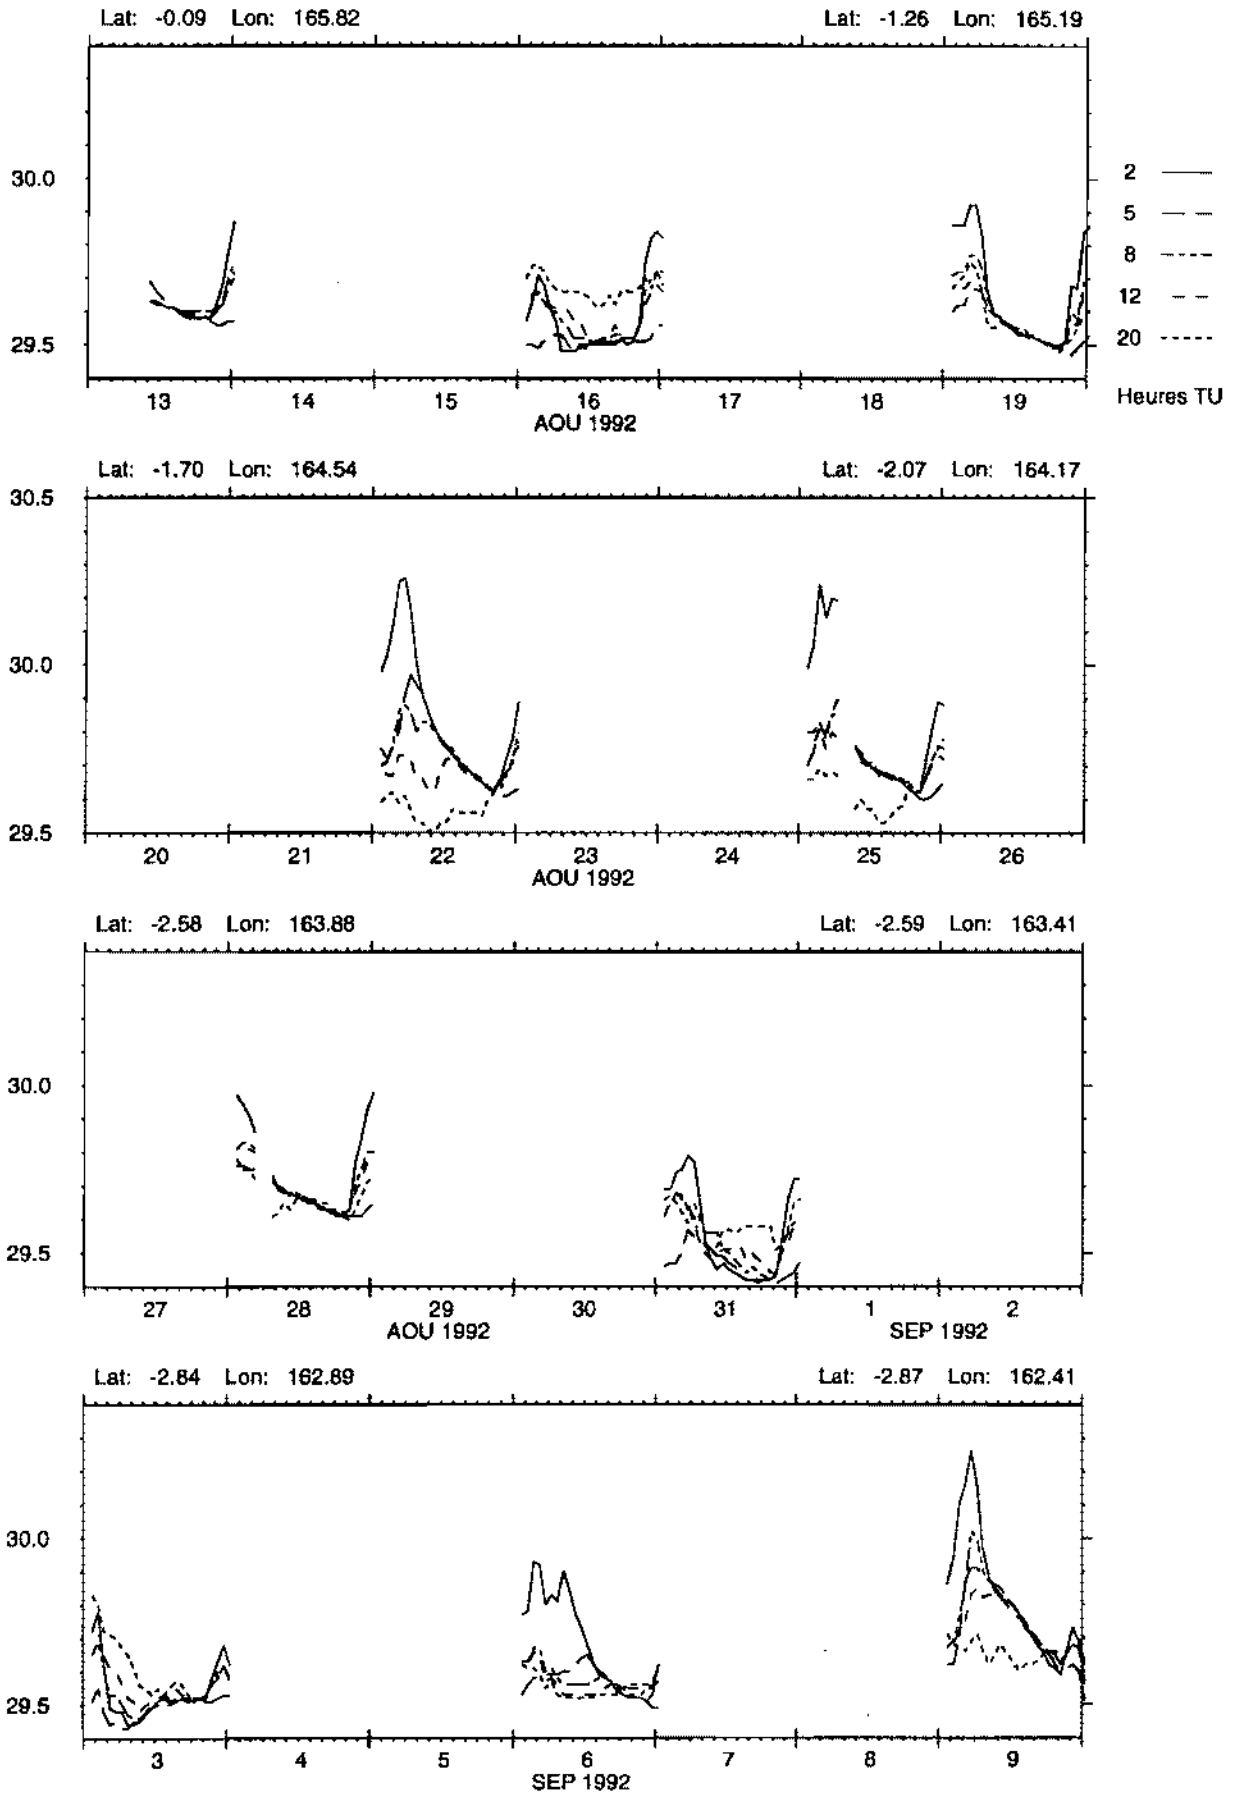 Lat: -0.09 Lon: 165.82 Lat: -1.26 Lon: 165.19
30.0
29.5
2
5
8
12
20
Heures TU
13 14 15 16 17 18 19
AOU 1992
Lat: -1.70 Lon: 164.54 Lat: -2.07 Lon: 164.17
30.5
30.0
29.5
20 21 22 23 24 25 26
AOU 1992
Lat: -2.58 Lon: 163.88 Lat: -2.59 Lon: 163.41
30.0
29.5
27 28 29 30 31 1 2
AOU 1992 SEP 1992
Lat: -2.84 Lon: 162.89 Lat: -2.87 Lon: 162.41
30.0
29.5
3 4 5 6 7 8 9
SEP 1992